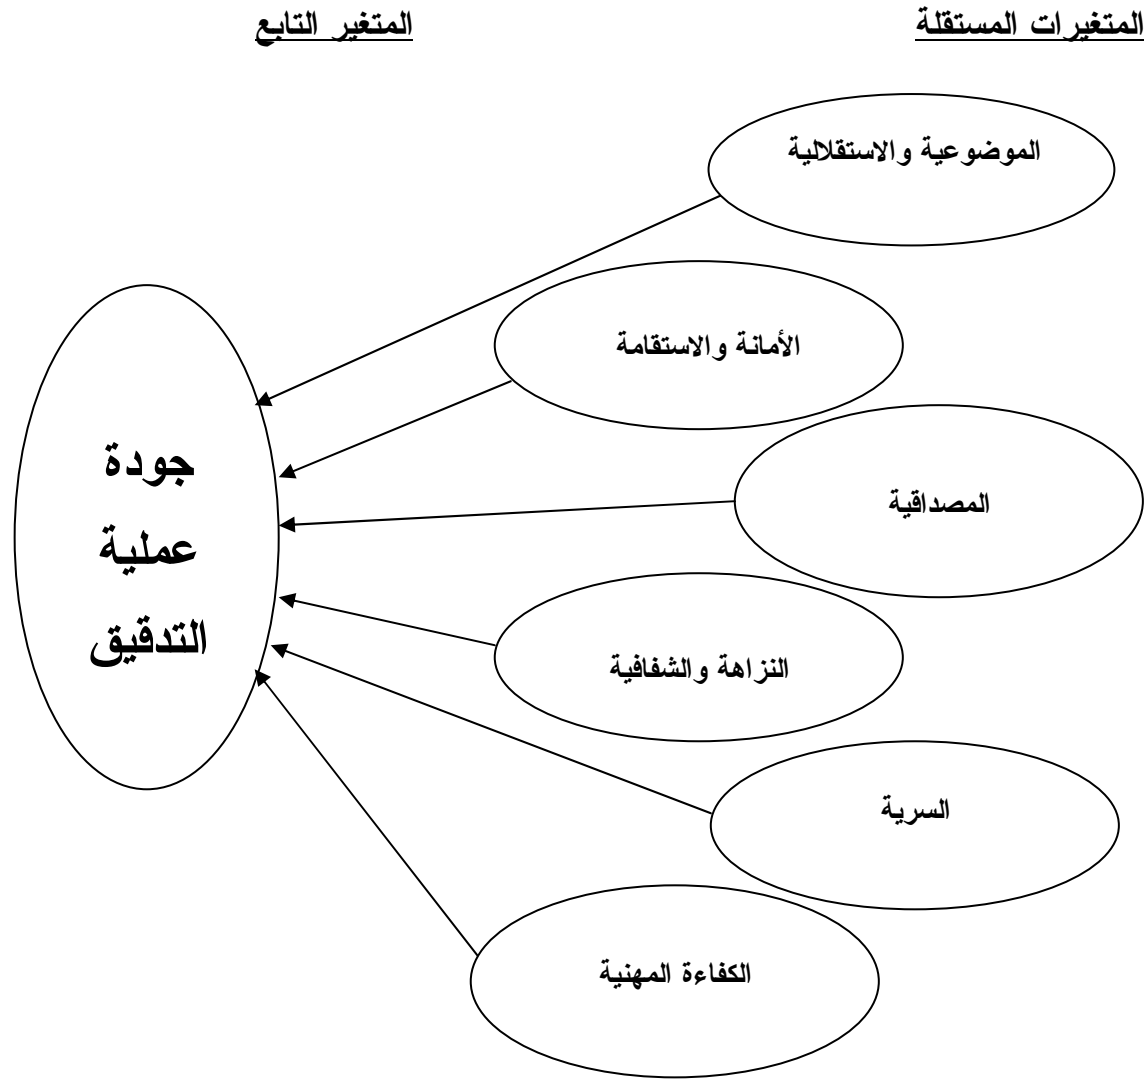 المتغيرات المستقلة
المتغير التابع
الموضوعية والاستقلالية
الأمانة والاستقامة
المصداقية
النزاهة والشفافية
السرية
الكفاءة المهنية
جودة
عملية
التدقيق